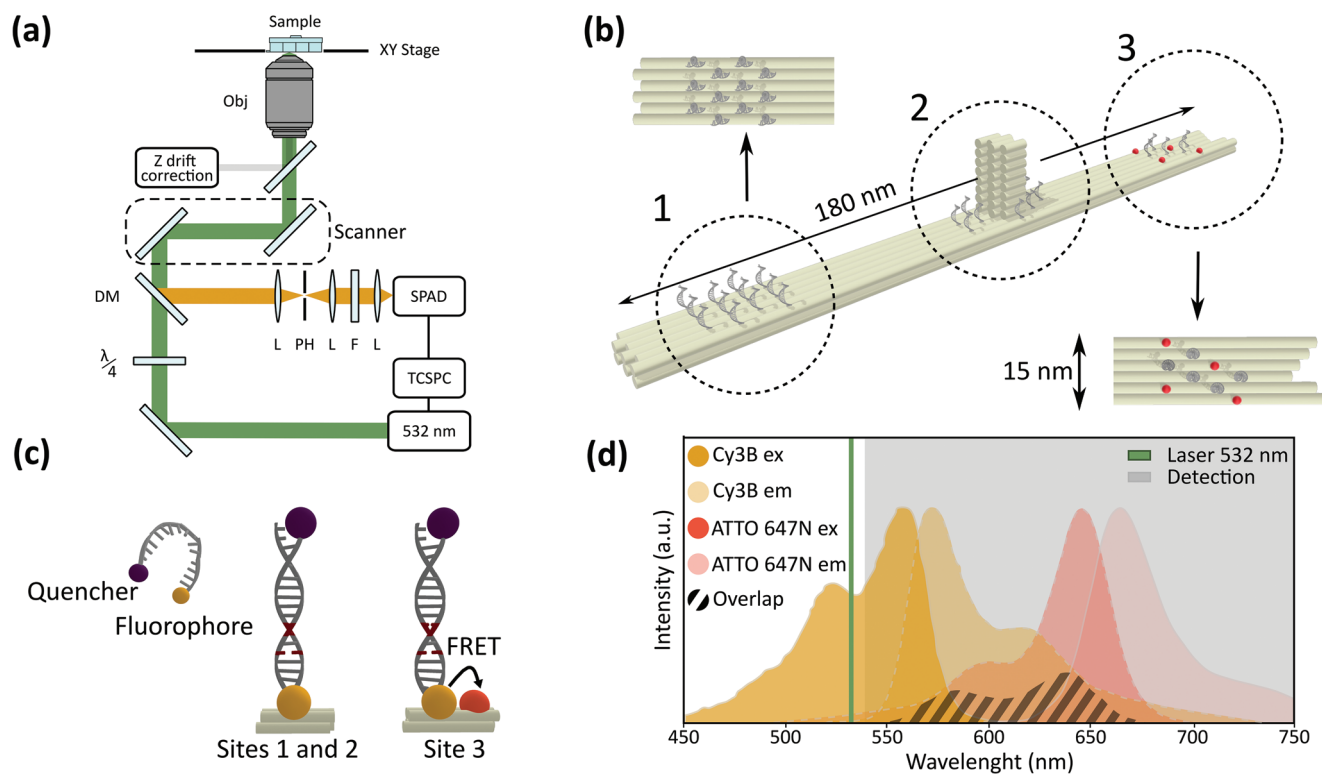 (a)
Sample
XY Stage
Obj
Z drift
correction
Scanner
DM
SPAD
L PH L F L
λ/4
TCSPC
532 nm
(b)
1
2
3
180 nm
15 nm
(c)
Quencher
Fluorophore
FRET
Sites 1 and 2
Site 3
(d)
Cy3B ex
Cy3B em
ATTO 647N ex
ATTO 647N em
Overlap
Laser 532 nm
Detection
Intensity (a.u.)
450 500 550 600 650 700 750
Wavelenght (nm)